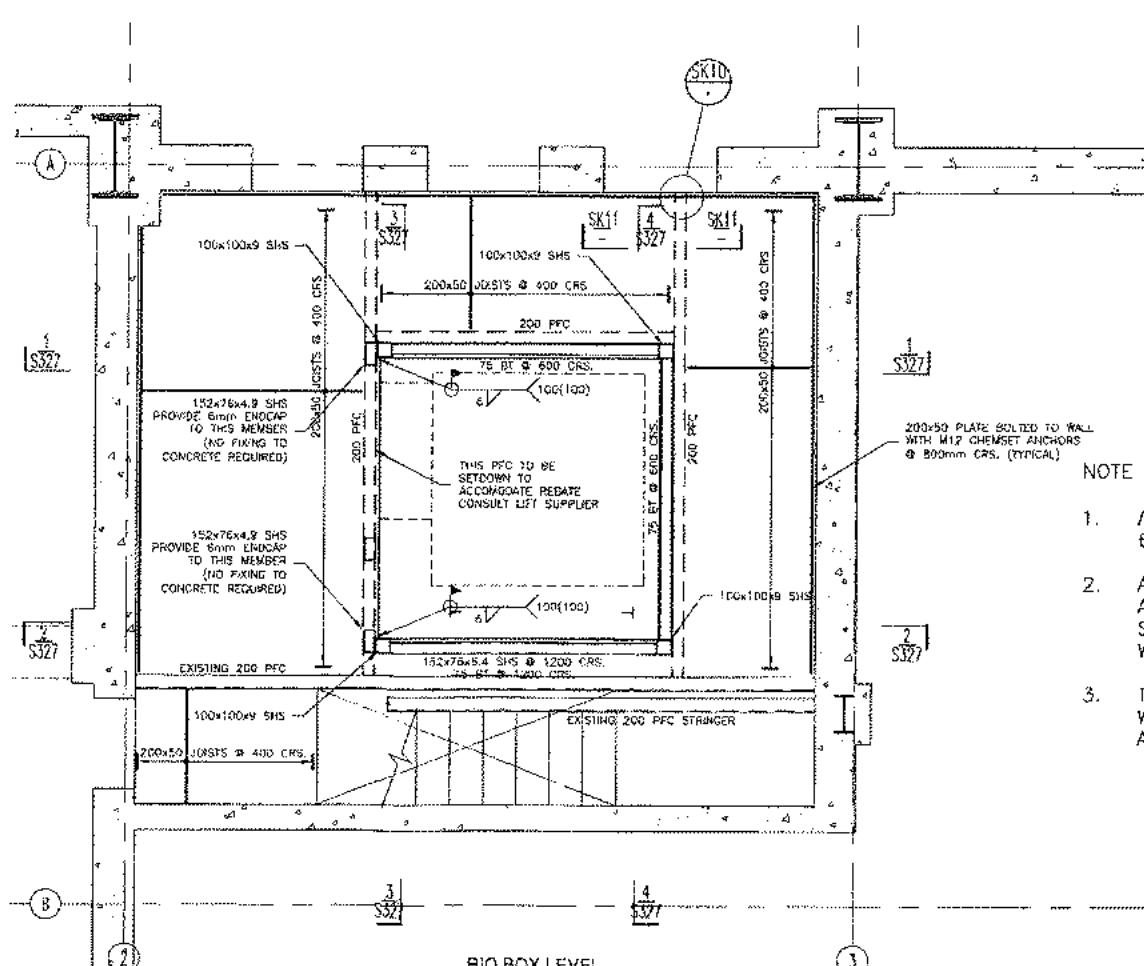 SK10
A
3
S327
SK11
-
4
S327
SK11
-
100x100x9 SHS
100x100x9 SHS
200x50 JOISTS @ 400 CRS
200x50 JOISTS @ 400 CRS
200x50 JOISTS @ 400 CRS
200 PFC
1
S327
1
S327
75 BT @ 600 CRS.
6
100(100)
152x76x4.9 SHS
PROVIDE 6mm ENDCAP
TO THIS MEMBER
(NO FIXING TO
CONCRETE REQUIRED)
200 PFC
200 PFC
75 BT @ 600 CRS.
THIS PFC TO BE
SETDOWN TO
ACCOMODATE REBATE
CONSULT LIFT SUPPLIER
200x50 PLATE BOLTED TO WALL
WITH M12 CHEMSET ANCHORS
@ 800mm CRS. (TYPICAL)
NOTE
1.
2.
3.
152x76x4.9 SHS
PROVIDE 6mm ENDCAP
TO THIS MEMBER
(NO FIXING TO
CONCRETE REQUIRED)
6
100(100)
100x100x9 SHS
2
S327
2
S327
EXISTING 200 PFC
152x76x5.4 SHS @ 1200 CRS.
75 BT @ 1200 CRS.
100x100x9 SHS
EXISTING 200 PFC STRINGER
200x50 JOISTS @ 400 CRS.
B
3
S327
4
S327
2
BIO BOX LEVEL
3